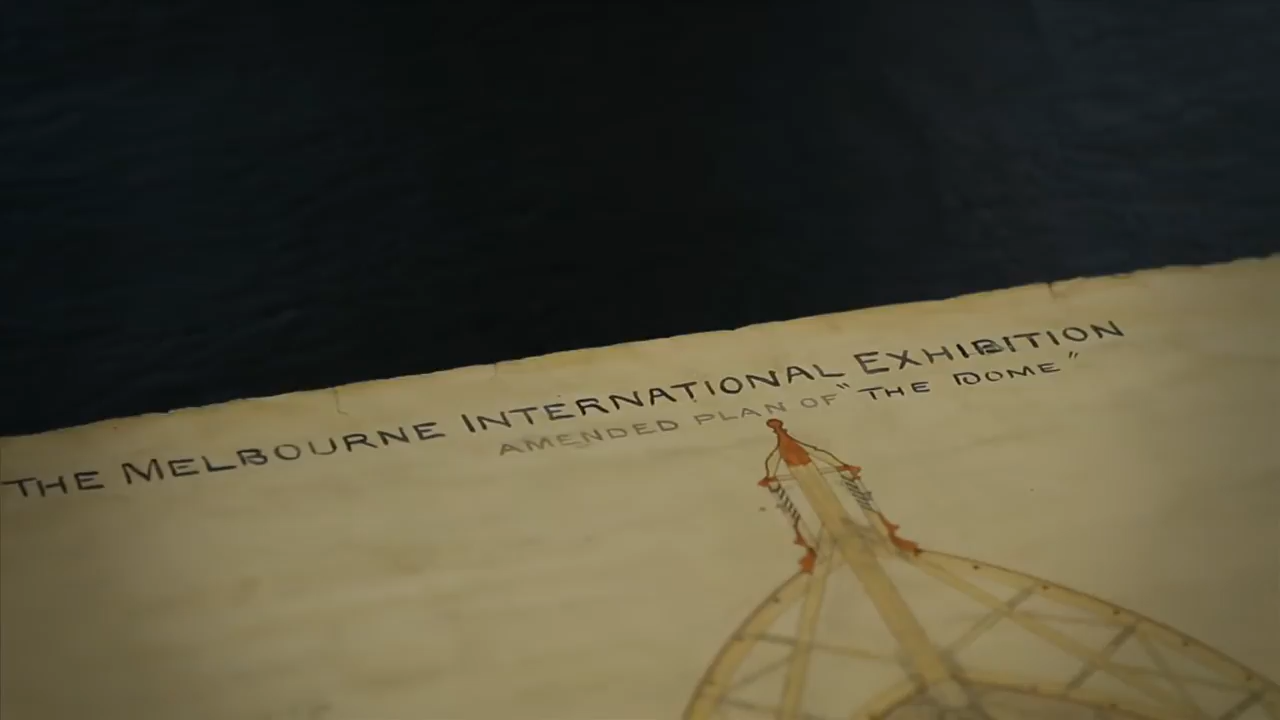 THE MELBOURNE INTERNATIONAL EXHIBITION
AMENDED PLAN OF "THE DOME"